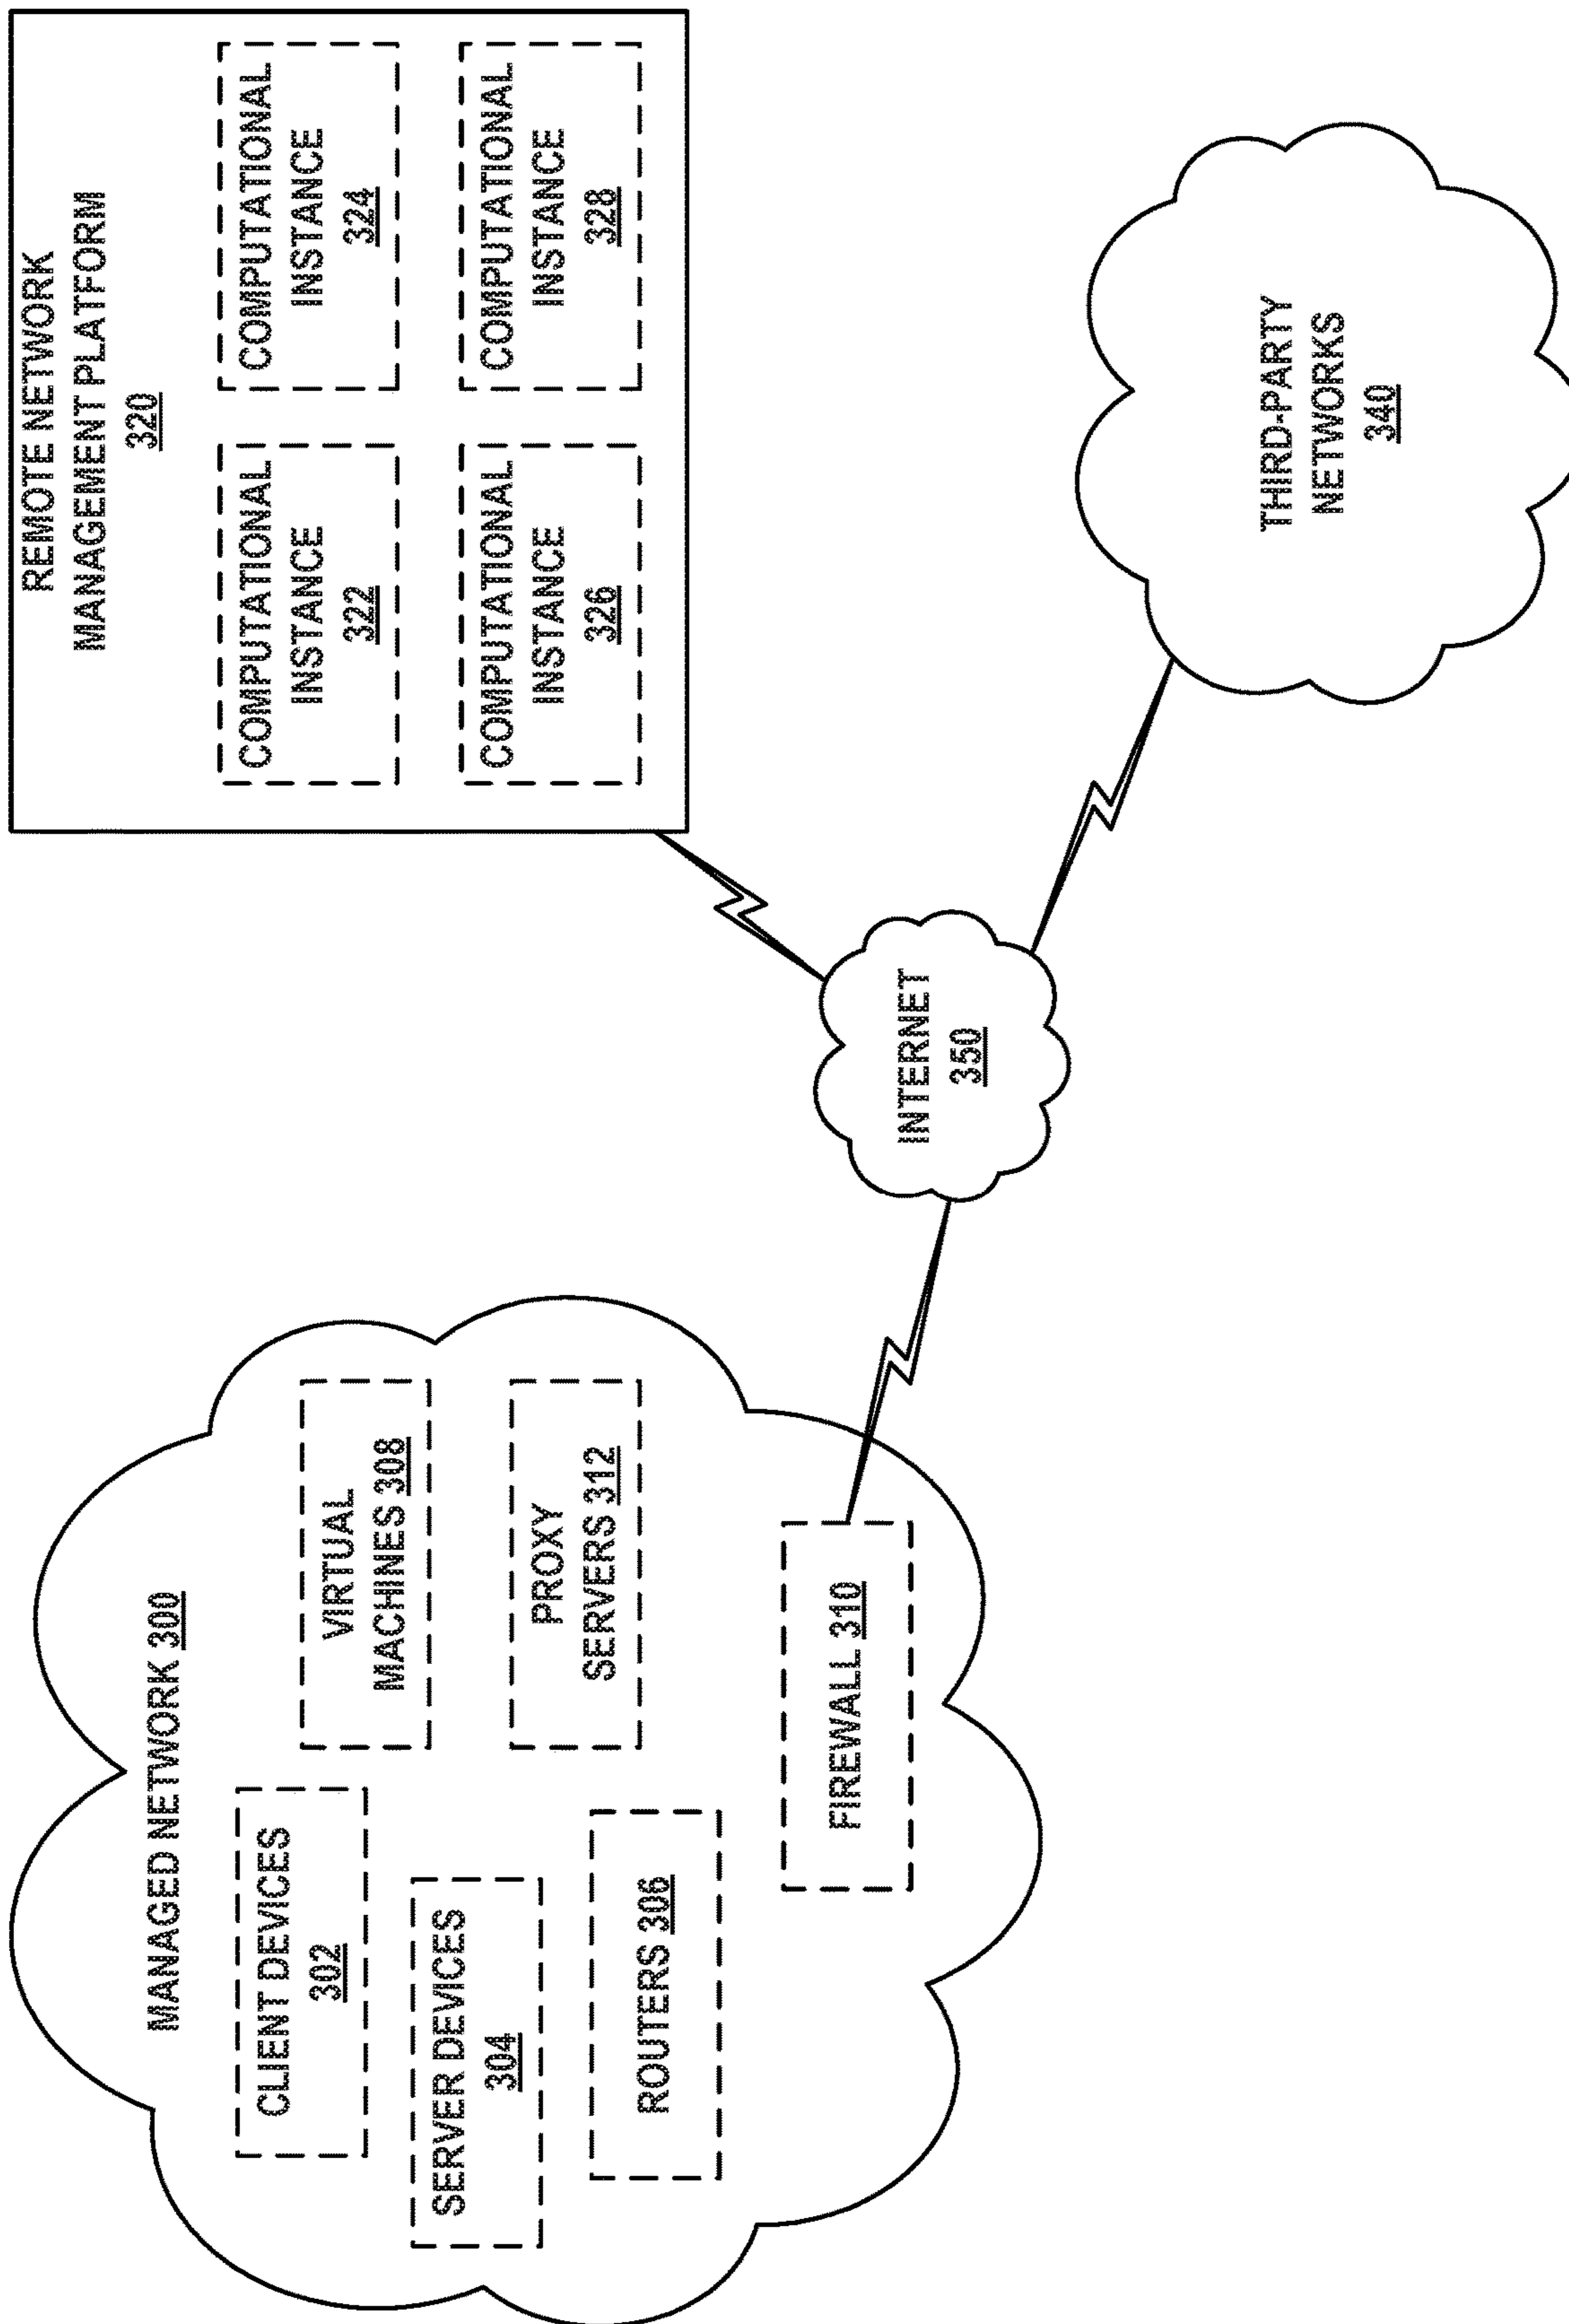 MANAGED NETWORK 300
CLIENT DEVICES
302
VIRTUAL
MACHINES 308
SERVER DEVICES
304
PROXY
SERVERS 312
ROUTERS 306
FIREWALL 310
INTERNET
350
REMOTE NETWORK
MANAGEMENT PLATFORM
320
COMPUTATIONAL
INSTANCE
322
COMPUTATIONAL
INSTANCE
324
COMPUTATIONAL
INSTANCE
326
COMPUTATIONAL
INSTANCE
328
THIRD-PARTY
NETWORKS
340